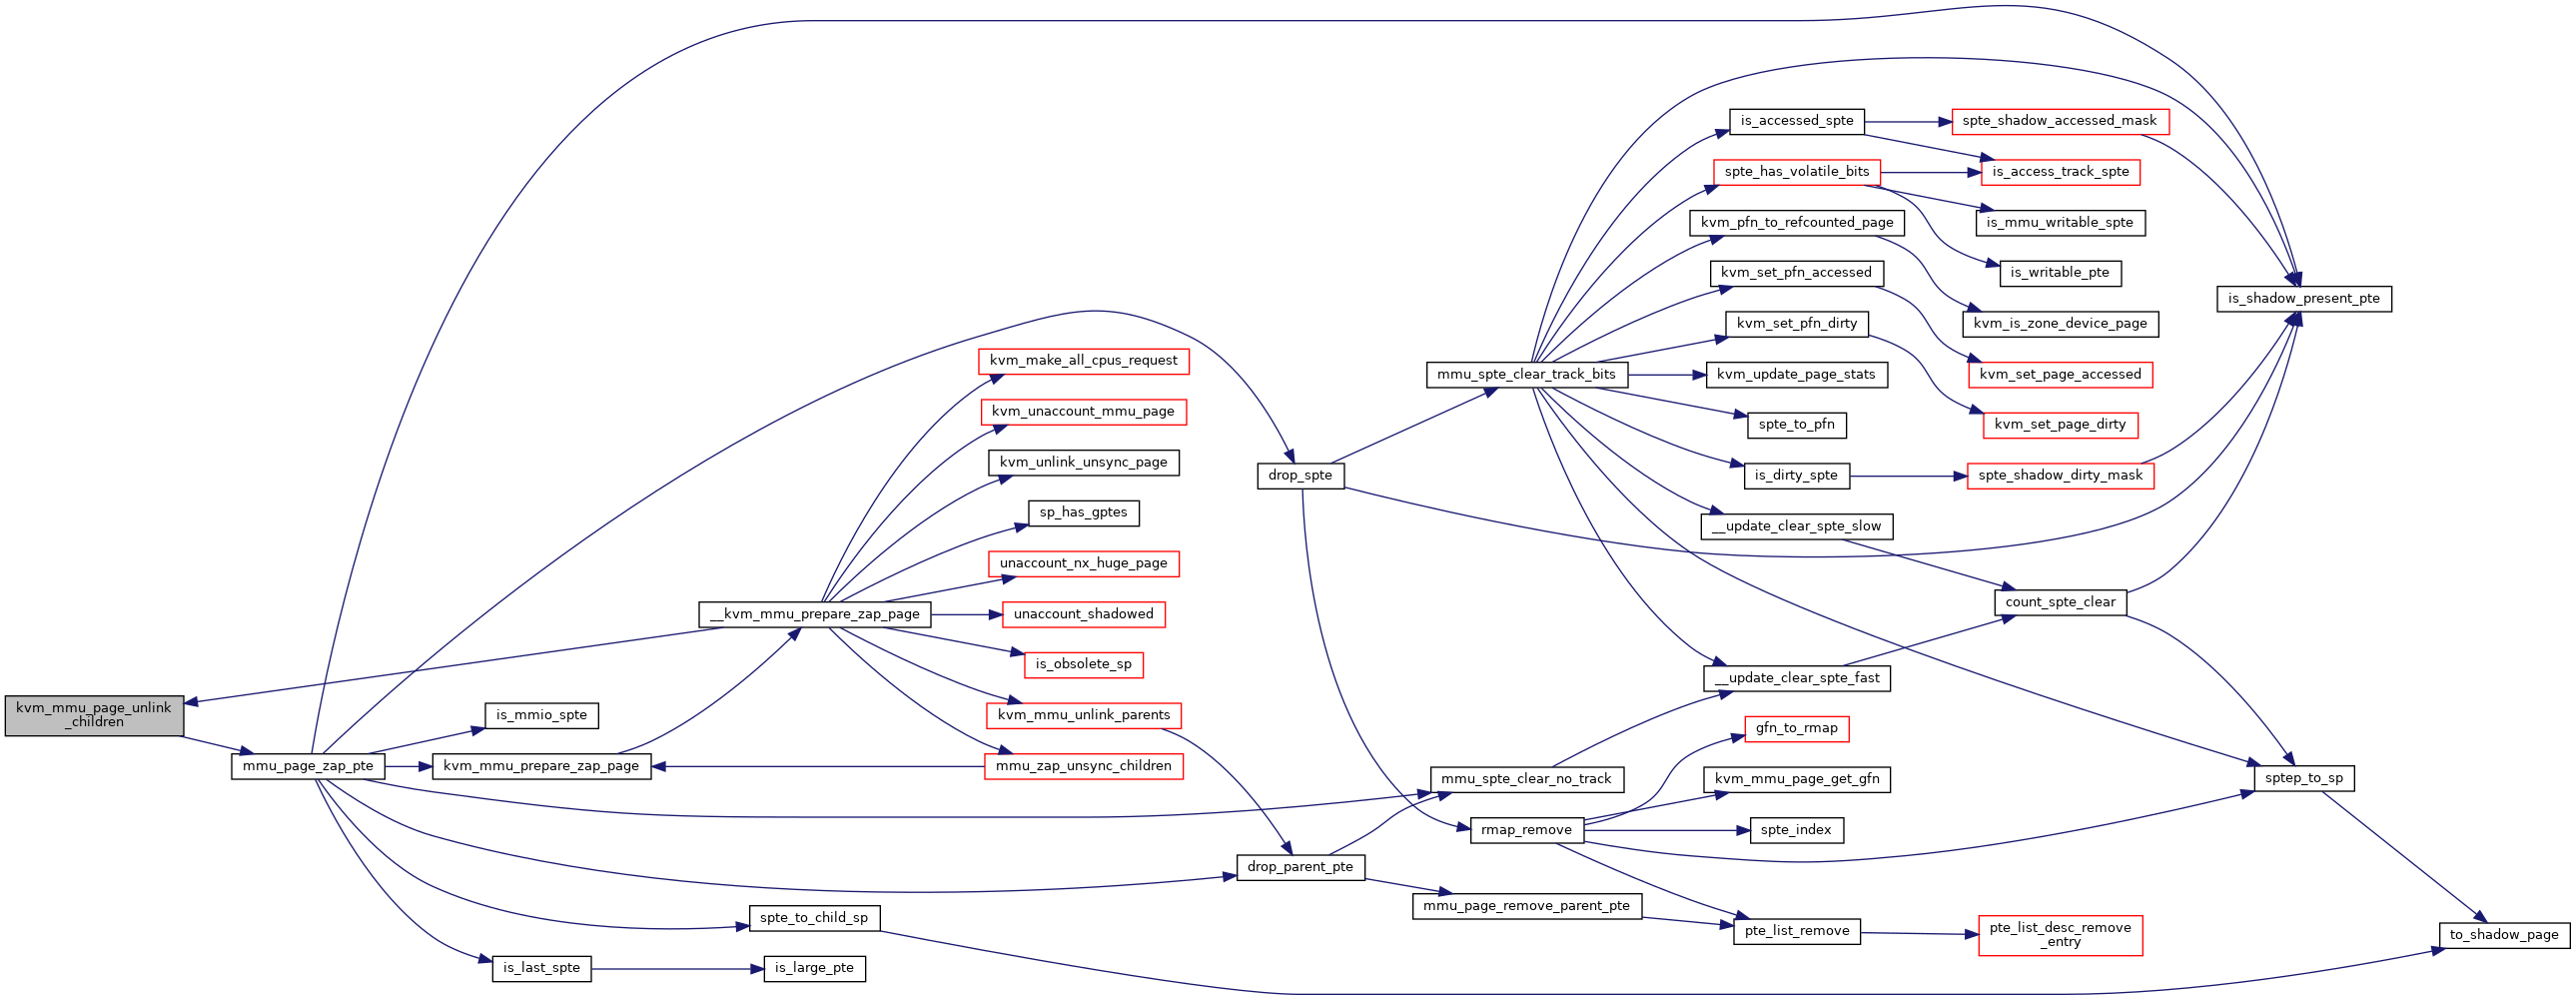 kvm_mmu_page_unlink
_children
mmu_page_zap_pte
is_mmio_spte
kvm_mmu_prepare_zap_page
spte_to_child_sp
is_last_spte
is_large_pte
__kvm_mmu_prepare_zap_page
kvm_make_all_cpus_request
kvm_unaccount_mmu_page
kvm_unlink_unsync_page
sp_has_gptes
unaccount_nx_huge_page
unaccount_shadowed
is_obsolete_sp
kvm_mmu_unlink_parents
mmu_zap_unsync_children
drop_spte
drop_parent_pte
mmu_spte_clear_track_bits
mmu_spte_clear_no_track
rmap_remove
mmu_page_remove_parent_pte
is_accessed_spte
spte_has_volatile_bits
kvm_pfn_to_refcounted_page
kvm_set_pfn_accessed
kvm_set_pfn_dirty
kvm_update_page_stats
spte_to_pfn
is_dirty_spte
__update_clear_spte_slow
__update_clear_spte_fast
gfn_to_rmap
kvm_mmu_page_get_gfn
spte_index
pte_list_remove
spte_shadow_accessed_mask
is_access_track_spte
is_mmu_writable_spte
is_writable_pte
kvm_is_zone_device_page
kvm_set_page_accessed
kvm_set_page_dirty
spte_shadow_dirty_mask
count_spte_clear
pte_list_desc_remove
_entry
is_shadow_present_pte
sptep_to_sp
to_shadow_page